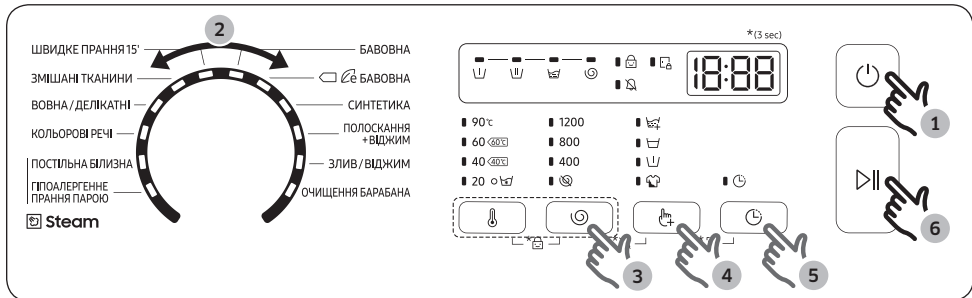 2
ШВИДКЕ ПРАННЯ 15'
ЗМІШАНІ ТКАНИНИ
ВОВНА / ДЕЛІКАТНІ
КОЛЬОРОВІ РЕЧІ
ПОСТІЛЬНА БІЛИЗНА
ГІПОАЛЕРГЕННЕ
ПРАННЯ ПАРОЮ
Steam
БАВОВНА
e БАВОВНА
СИНТЕТИКА
ПОЛОСКАННЯ
+ВІДЖИМ
ЗЛИВ / ВІДЖИМ
ОЧИЩЕННЯ БАРАБАНА
*(3 sec)
18:88
90℃
60 60℃
40 40℃
20
1200
800
400
*
*
*
1
6
3
4
5